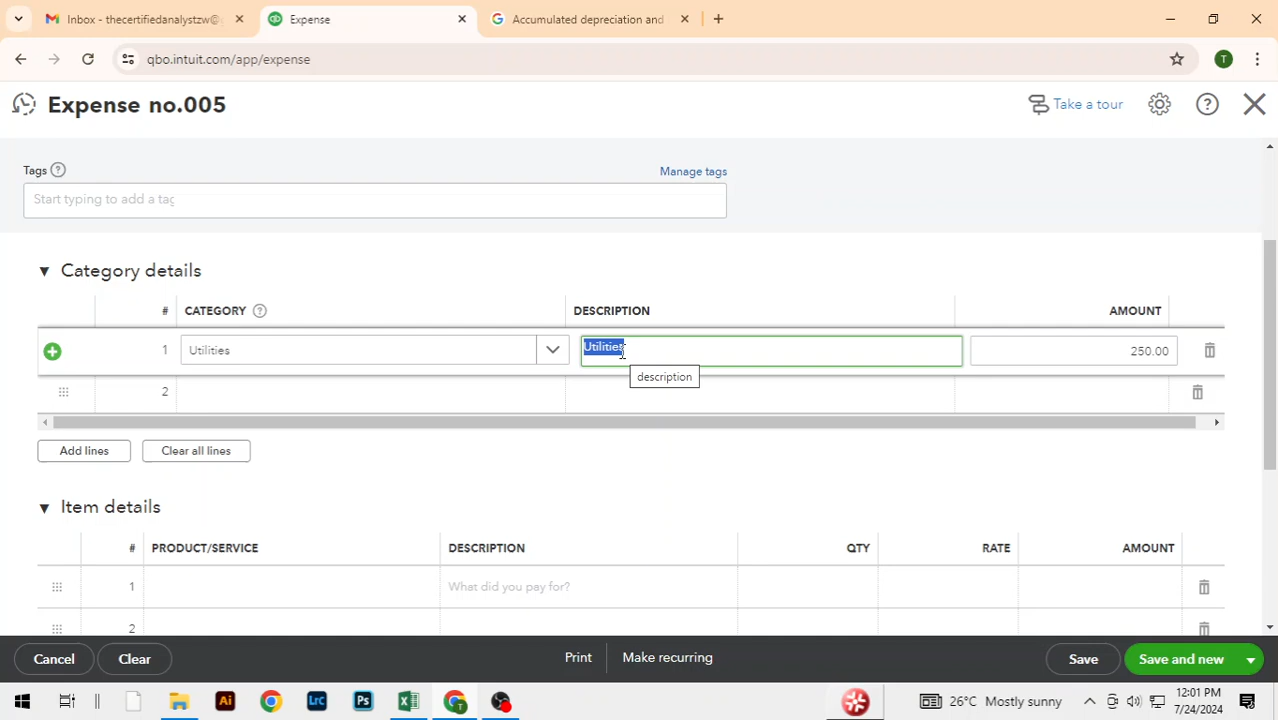 Inbox - thecertifiedanalystzw@
Expense
Accumulated depreciation and
qbo.intuit.com/app/expense
T
Expense no.005
Take a tour
Tags
Manage tags
Start typing to add a tag
Category details
# CATEGORY DESCRIPTION AMOUNT
1 Utilities Utilities 250.00
description
2
Add lines Clear all lines
Item details
# PRODUCT/SERVICE DESCRIPTION QTY RATE AMOUNT
1 What did you pay for?
2
Cancel Clear Print Make recurring Save Save and new
Ai Lrc Ps 26°C Mostly sunny 12:01 PM
7/24/2024